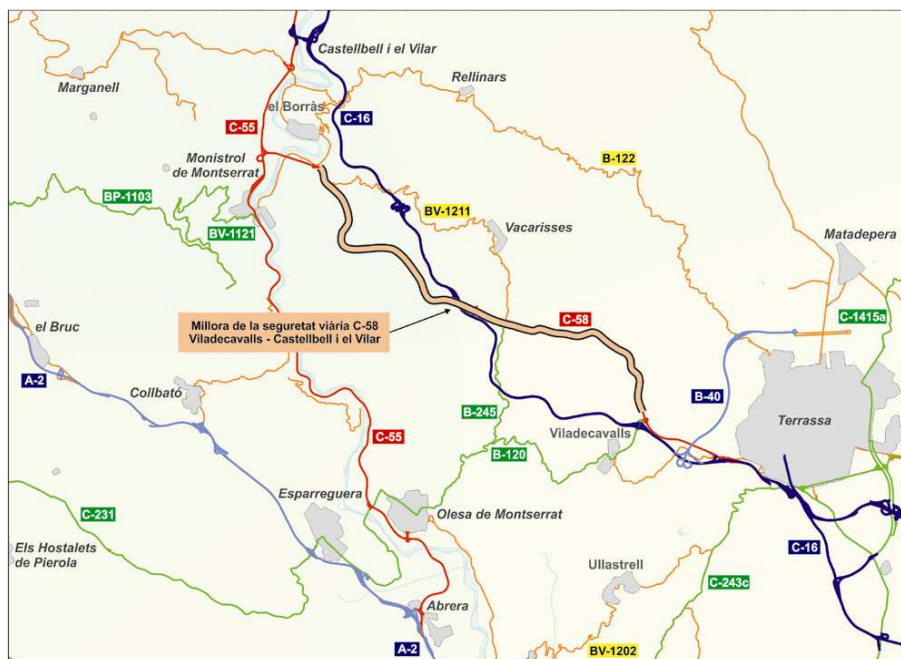 Castellbell i el Vilar
Marganell
Rellinars
el Borràs
C-55
C-16
Monistrol
de Montserrat
B-122
BP-1103
BV-1211
BV-1121
Vacarisses
Matadepera
Millora de la seguretat viària C-58
Viladecavalls - Castellbell i el Vilar
C-58
C-1415a
el Bruc
A-2
Collbató
B-40
B-245
Terrassa
C-55
Viladecavalls
B-120
Esparreguera
C-231
Olesa de Montserrat
Els Hostalets
de Pierola
C-16
Ullastrell
C-243c
Abrera
A-2
BV-1202